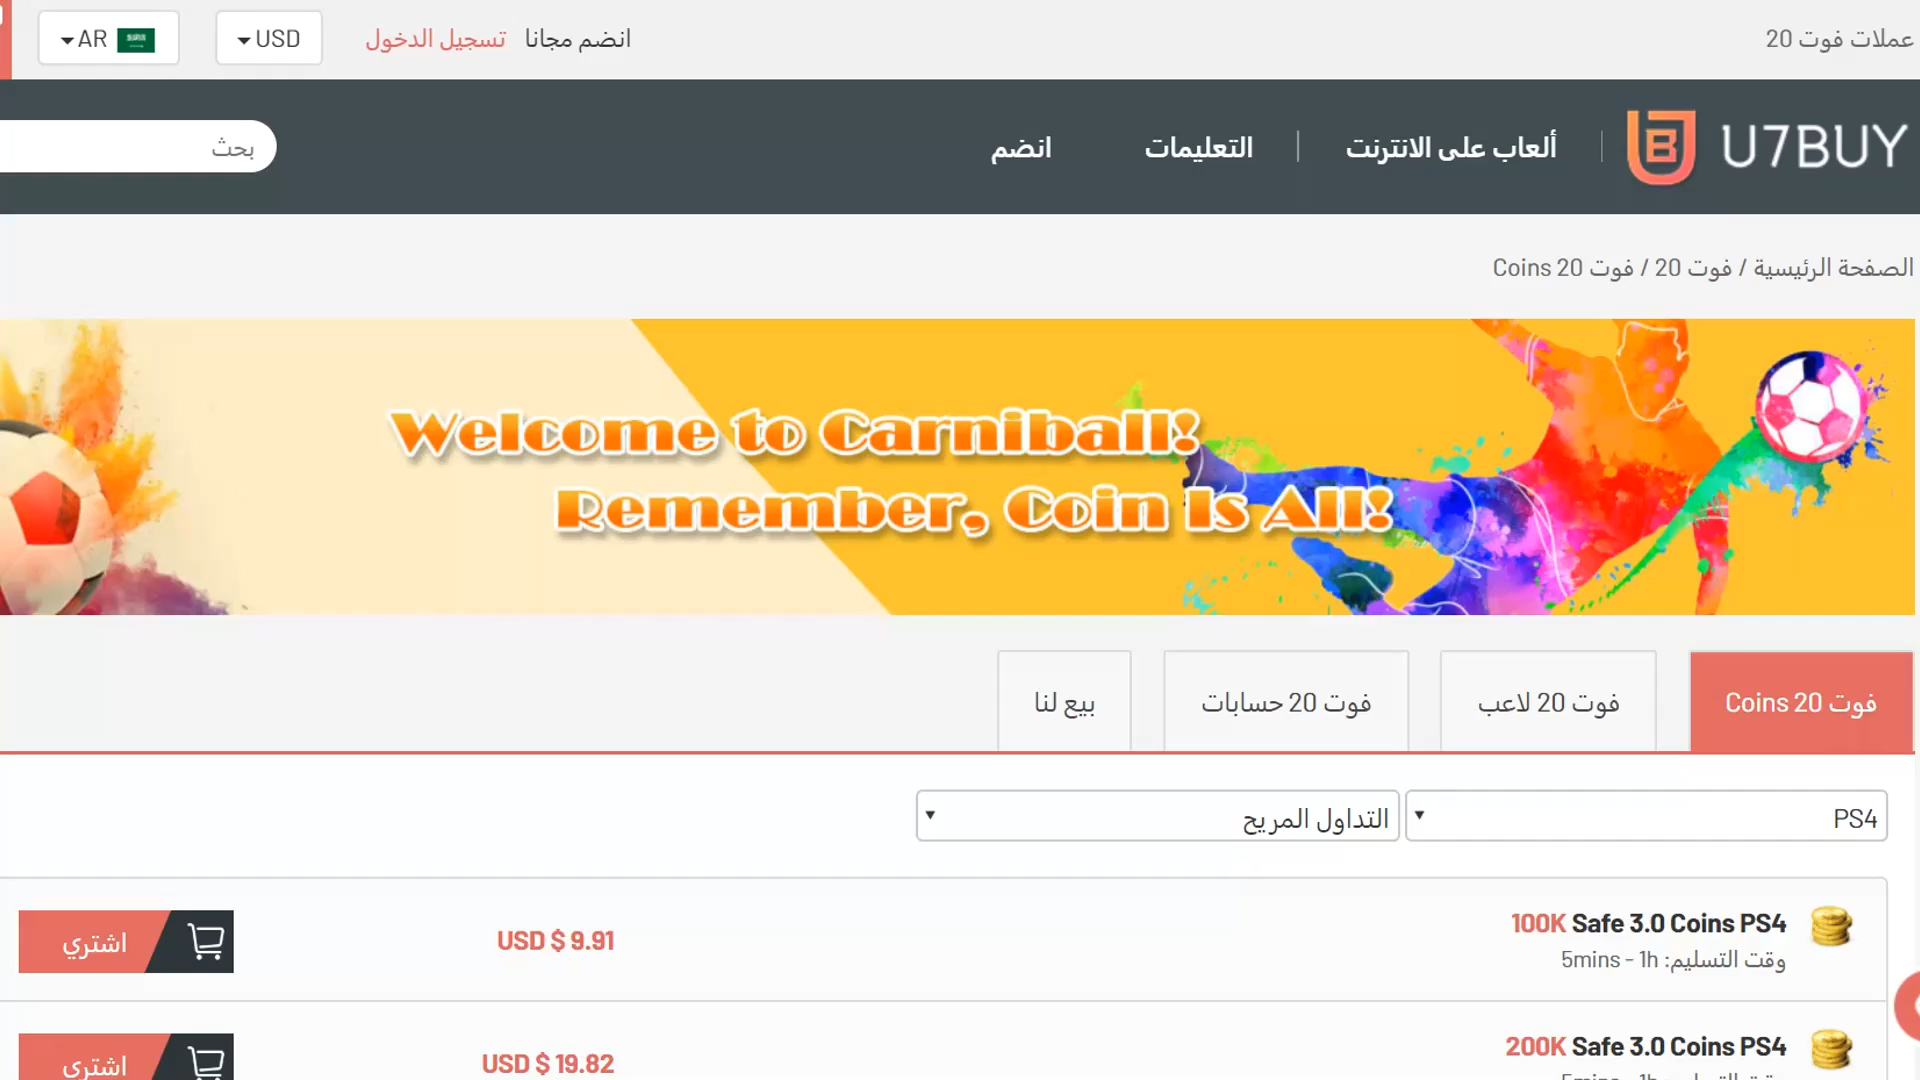 عملات فوت 20
انضم مجانا
تسجيل الدخول
USD
AR
U7BUY
ألعاب على الانترنت
التعليمات
انضم
بحث
الصفحة الرئيسية / فوت 20 / فوت 20 Coins
Welcome to Carniball!
Remember, Coin Is All!
فوت 20 Coins
فوت 20 لاعب
فوت 20 حسابات
بيع لنا
PS4
التداول المريح
100K Safe 3.0 Coins PS4
وقت التسليم: 5mins - 1h
USD $ 9.91
اشتري
200K Safe 3.0 Coins PS4
USD $ 19.82
اشتري